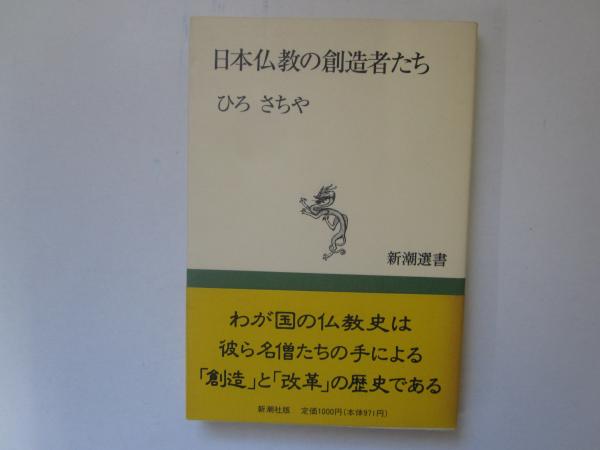 日本仏教の創造者たち
ひろ さちや
新潮選書
わが国の仏教史は
彼ら名僧たちの手による
「創造」と「改革」の歴史である
新潮社版 定価1000円(本体971円)